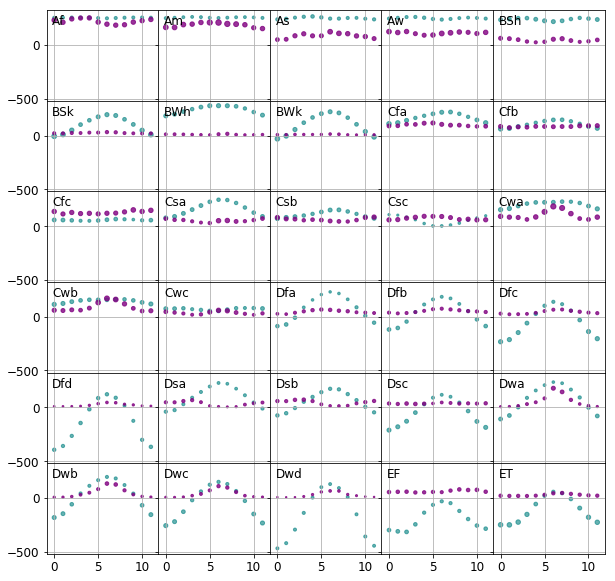 Af Am As Aw BSh
0
−500
BSk BWh BWk Cfa Cfb
0
−500
Cfc Csa Csb Csc Cwa
0
−500
Cwb Cwc Dfa Dfb Dfc
0
−500
Dfd Dsa Dsb Dsc Dwa
0
−500
Dwb Dwc Dwd EF ET
0
−500
0 5 10 0 5 10 0 5 10 0 5 10 0 5 10